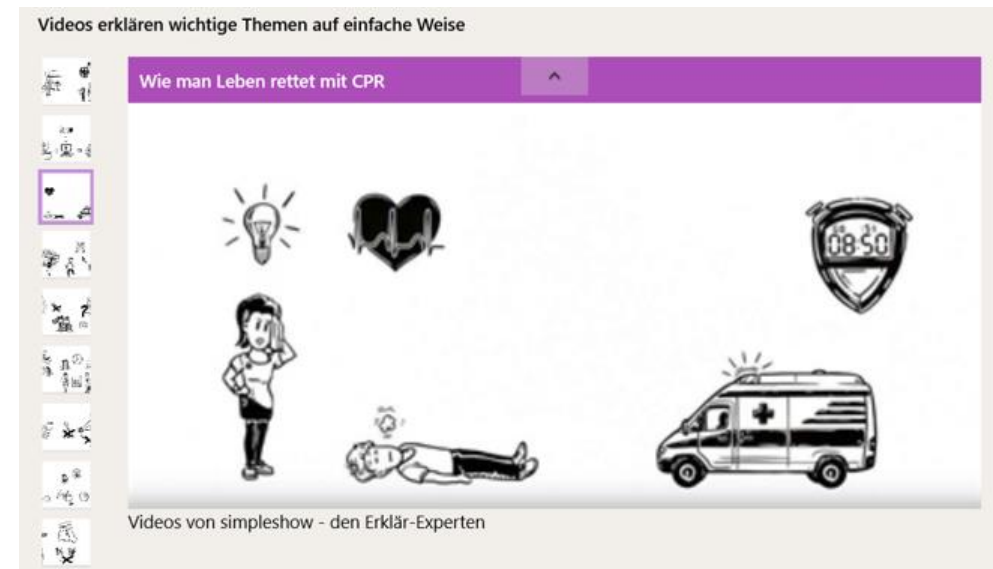 Videos erklären wichtige Themen auf einfache Weise
Wie man Leben rettet mit CPR
08:50
Videos von simpleshow - den Erklär-Experten